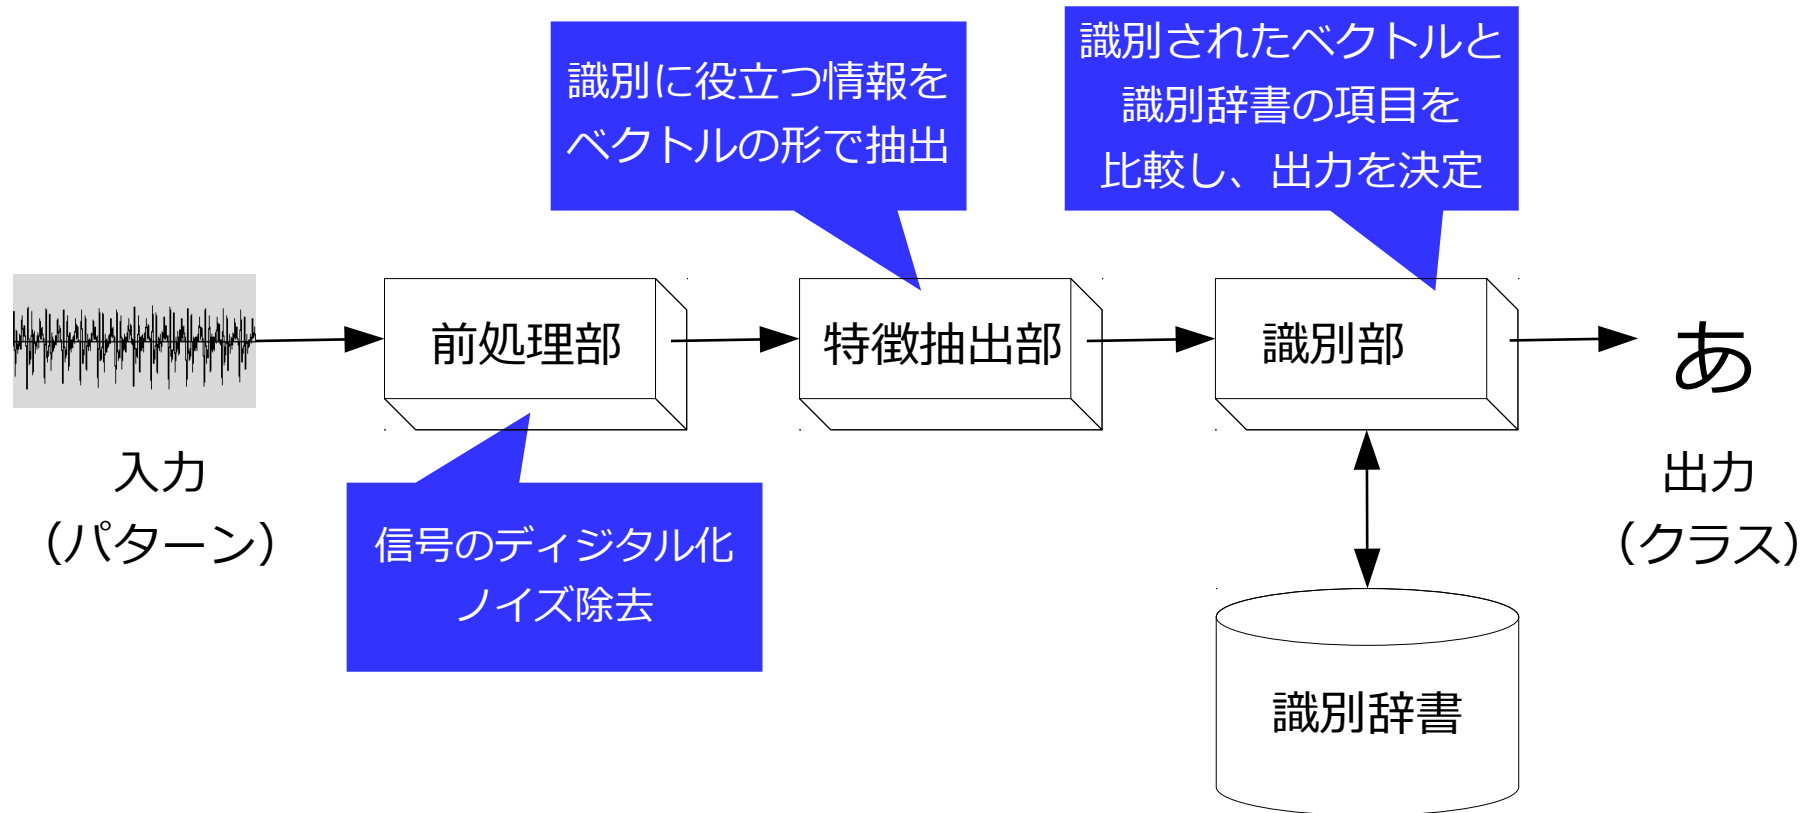 識別に役立つ情報を
ベクトルの形で抽出
識別されたベクトルと
識別辞書の項目を
比較し、出力を決定
前処理部
特徴抽出部
識別部
あ
入力
（パターン）
出力
（クラス）
信号のディジタル化
ノイズ除去
識別辞書